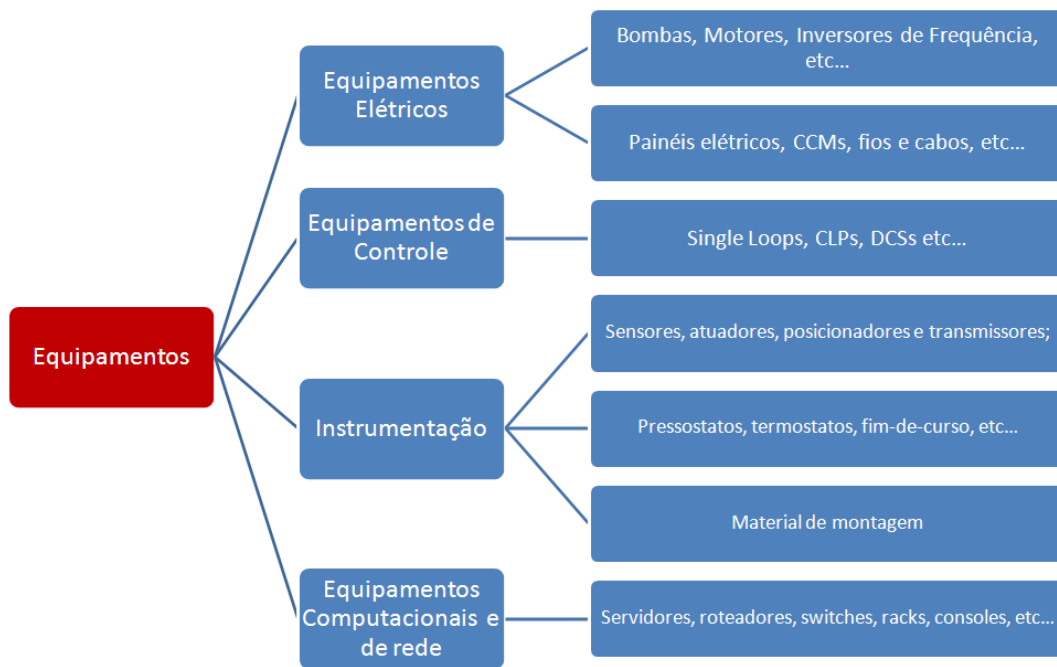 Equipamentos
Equipamentos
Elétricos
Bombas, Motores, Inversores de Frequência,
etc...
Painéis elétricos, CCMs, fios e cabos, etc...
Equipamentos de
Controle
Single Loops, CLPs, DCSs etc...
Instrumentação
Sensores, atuadores, posicionadores e transmissores;
Pressostatos, termostatos, fim-de-curso, etc...
Material de montagem
Equipamentos
Computacionais e
de rede
Servidores, roteadores, switches, racks, consoles, etc...